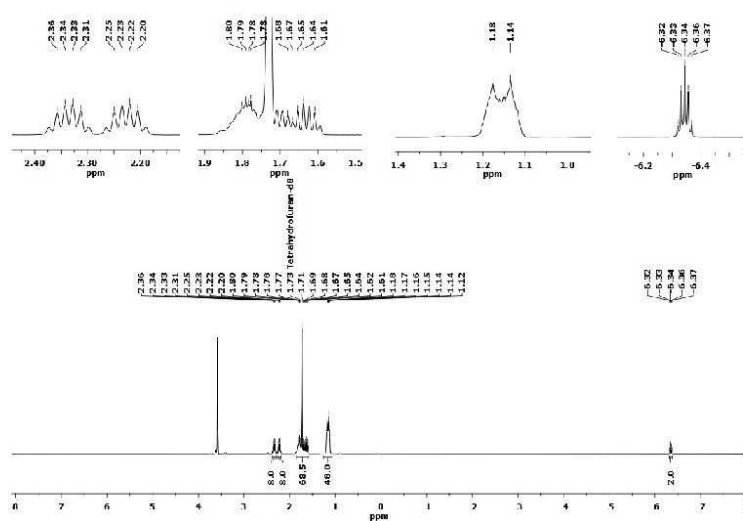 2.36 2.34 2.33 2.31 2.25 2.23 2.22 2.20
1.80 1.79 1.78 1.73 1.68 1.67 1.65 1.64 1.61
1.18 1.14
-6.32 -6.33 -6.34 -6.36 -6.37
2.40 2.30 2.20
ppm
1.9 1.8 1.7 1.6 1.5
ppm
1.4 1.3 1.2 1.1 1.0
ppm
-6.2 -6.4
ppm
2.36 2.34 2.33 2.31 2.25 2.23 2.22 2.20 1.80 1.79 1.78 1.78 1.77 1.73 Tetrahydrofuran-d8 1.71 1.69 1.68 1.67 1.65 1.64 1.62 1.61 1.18 1.17 1.16 1.15 1.14 1.14 1.12
-6.32 -6.33 -6.34 -6.36 -6.37
8.0 8.0 68.5 48.0 2.0
8 7 6 5 4 3 2 1 0 1 2 3 4 5 6 7
ppm